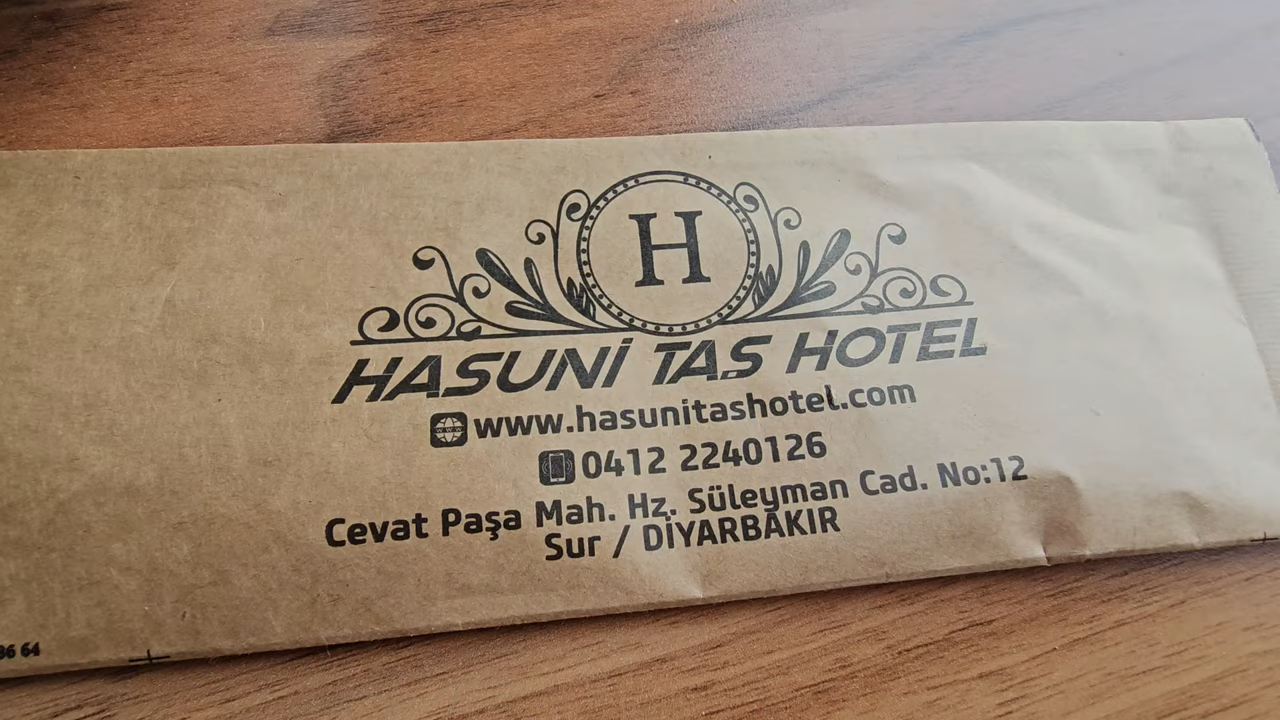 H
HASUNİ TAŞ HOTEL
www.hasunitashotel.com
0412 2240126
Cevat Paşa Mah. Hz. Süleyman Cad. No:12
Sur / DİYARBAKIR
64